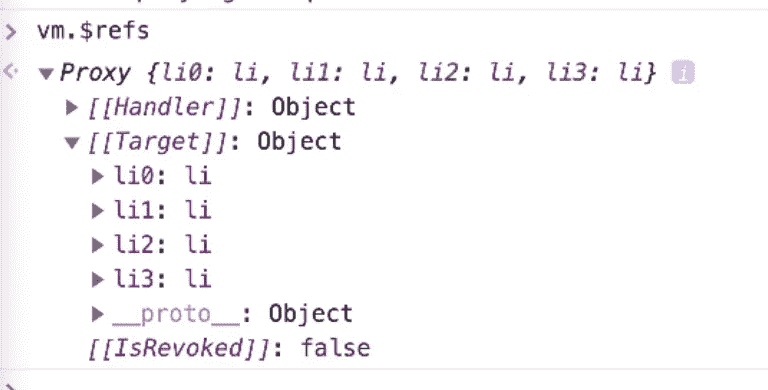 > vm.$refs
Proxy {li0: li, li1: li, li2: li, li3: li} i
[[Handler]]: Object
[[Target]]: Object
li0: li
li1: li
li2: li
li3: li
__proto__: Object
[[IsRevoked]]: false